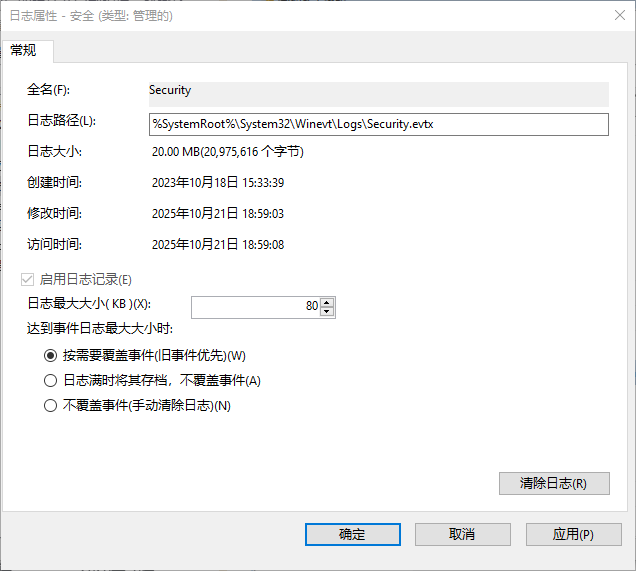 日志属性 - 安全 (类型: 管理的)
常规
全名(F): Security
日志路径(L): %SystemRoot%\System32\Winevt\Logs\Security.evtx
日志大小: 20.00 MB(20,975,616 个字节)
创建时间: 2023年10月18日 15:33:39
修改时间: 2025年10月21日 18:59:03
访问时间: 2025年10月21日 18:59:08
启用日志记录(E)
日志最大大小( KB )(X): 80
达到事件日志最大大小时:
按需要覆盖事件(旧事件优先)(W)
日志满时将其存档，不覆盖事件(A)
不覆盖事件(手动清除日志)(N)
清除日志(R)
确定 取消 应用(P)